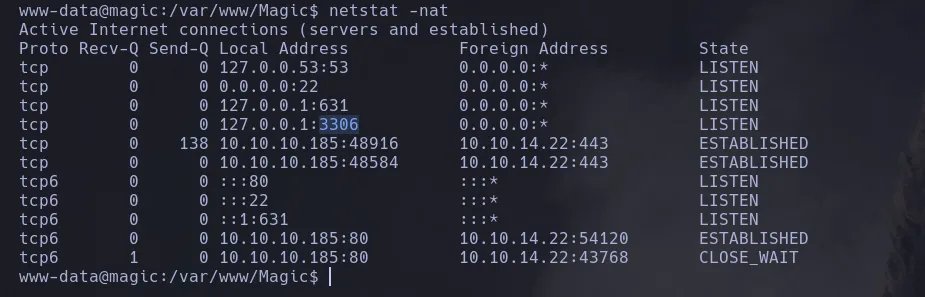 www-data@magic:/var/www/Magic$ netstat -nat
Active Internet connections (servers and established)
Proto Recv-Q Send-Q Local Address           Foreign Address         State
tcp        0      0 127.0.0.53:53           0.0.0.0:*               LISTEN
tcp        0      0 0.0.0.0:22              0.0.0.0:*               LISTEN
tcp        0      0 127.0.0.1:631           0.0.0.0:*               LISTEN
tcp        0      0 127.0.0.1:3306          0.0.0.0:*               LISTEN
tcp        0    138 10.10.10.185:48916      10.10.14.22:443         ESTABLISHED
tcp        0      0 10.10.10.185:48584      10.10.14.22:443         ESTABLISHED
tcp6       0      0 :::80                   :::*                    LISTEN
tcp6       0      0 :::22                   :::*                    LISTEN
tcp6       0      0 ::1:631                 :::*                    LISTEN
tcp6       0      0 10.10.10.185:80         10.10.14.22:54120       ESTABLISHED
tcp6       1      0 10.10.10.185:80         10.10.14.22:43768       CLOSE_WAIT
www-data@magic:/var/www/Magic$